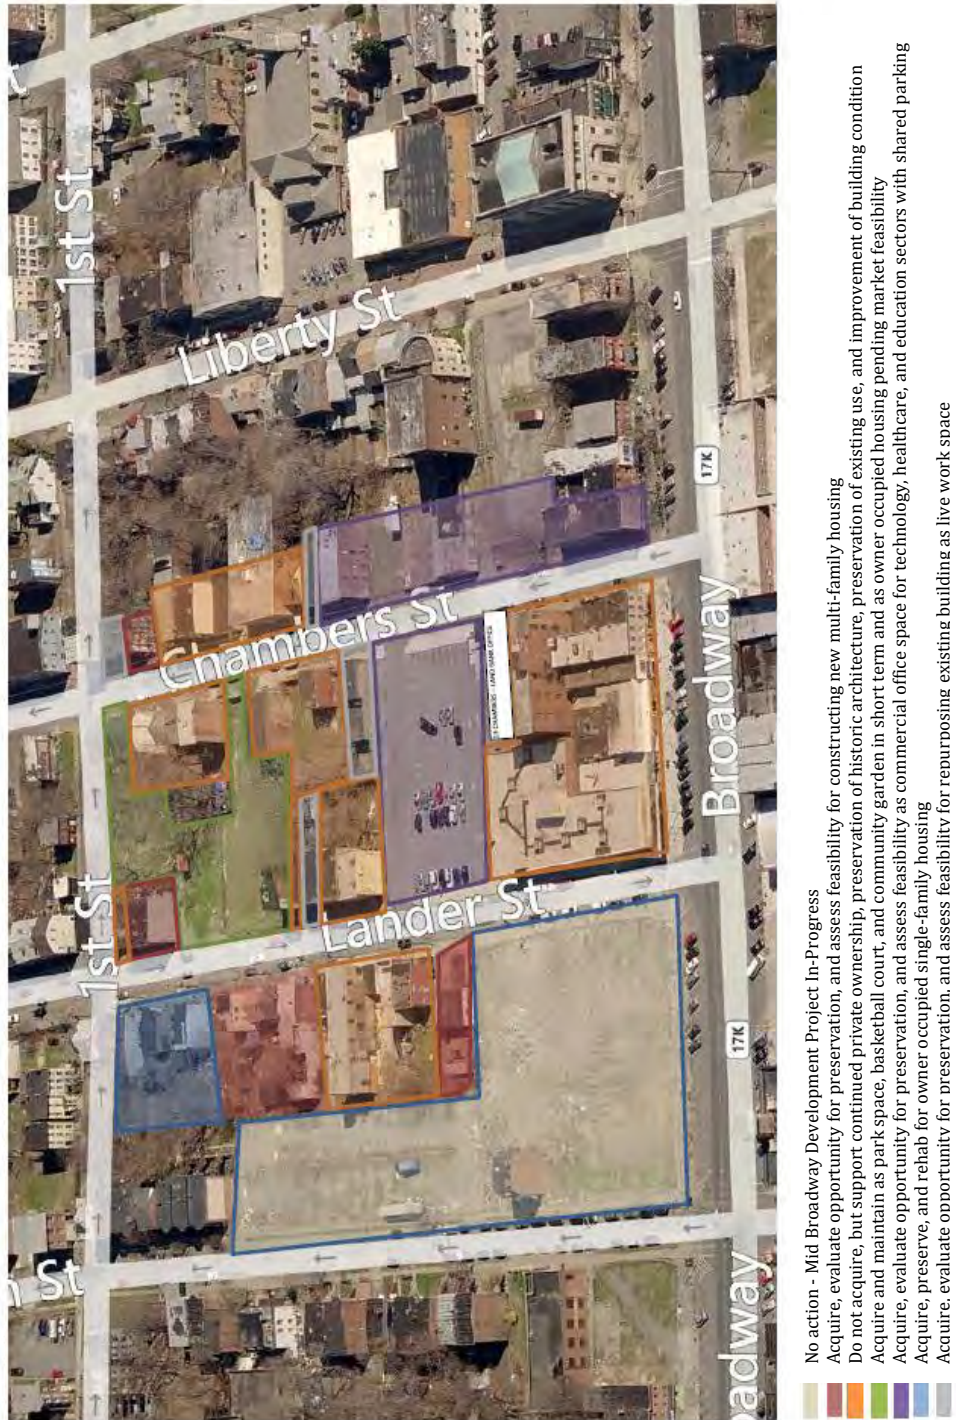 1st St
Liberty St
17K
Chambers St
Broadway
1st St
Lander St
17K
St
adway
No action - Mid Broadway Development Project In-Progress
Acquire, evaluate opportunity for preservation, and assess feasibility for constructing new multi-family housing
Do not acquire, but support continued private ownership, preservation of historic architecture, preservation of existing use, and improvement of building condition
Acquire and maintain as park space, basketball court, and community garden in short term and as owner occupied housing pending market feasibility
Acquire, evaluate opportunity for preservation, and assess feasibility as commercial office space for technology, healthcare, and education sectors with shared parking
Acquire, preserve, and rehab for owner occupied single-family housing
Acquire, evaluate opportunity for preservation, and assess feasibility for repurposing existing building as live work space